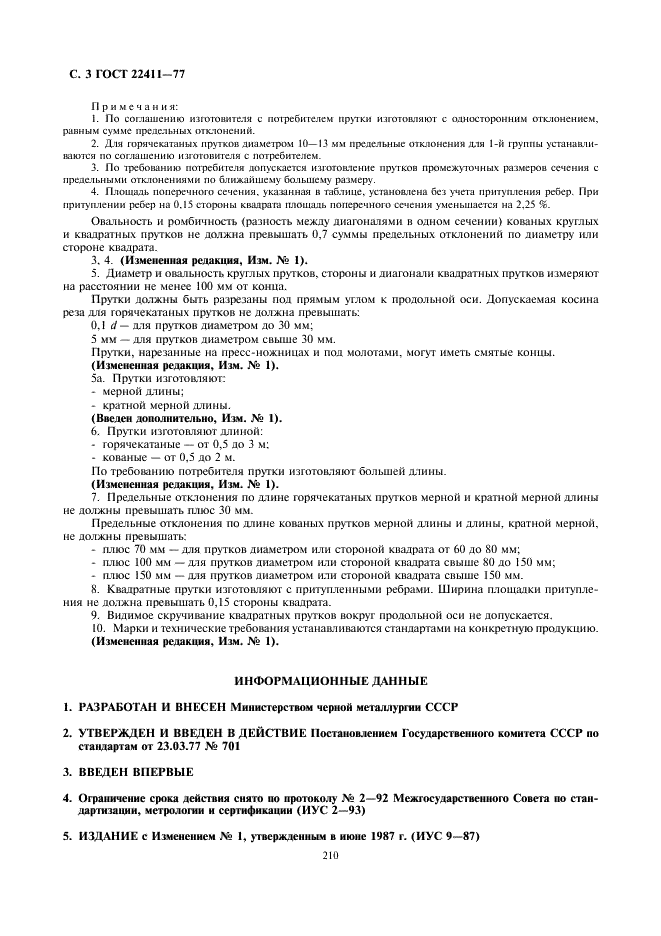 С. 3 ГОСТ 22411—77
Примечания:
1. По соглашению изготовителя с потребителем прутки изготовляют с односторонним отклонением,
равным сумме предельных отклонений.
2. Для горячекатаных прутков диаметром 10—13 мм предельные отклонения для 1-й группы устанавли-
ваются по соглашению изготовителя с потребителем.
3. По требованию потребителя допускается изготовление прутков промежуточных размеров сечения с
предельными отклонениями по ближайшему большему размеру.
4. Площадь поперечного сечения, указанная в таблице, установлена без учета притупления ребер. При
притуплении ребер на 0,15 стороны квадрата площадь поперечного сечения уменьшается на 2,25 %.
Овальность и ромбичность (разность между диагоналями в одном сечении) кованых круглых
и квадратных прутков не должна превышать 0,7 суммы предельных отклонений по диаметру или
стороне квадрата.
3, 4. (Измененная редакция, Изм. № 1).
5. Диаметр и овальность круглых прутков, стороны и диагонали квадратных прутков измеряют
на расстоянии не менее 100 мм от конца.
Прутки должны быть разрезаны под прямым углом к продольной оси. Допускаемая косина
реза для горячекатаных прутков не должна превышать:
0,1 d — для прутков диаметром до 30 мм;
5 мм — для прутков диаметром свыше 30 мм.
Прутки, нарезанные на пресс-ножницах и под молотами, могут иметь смятые концы.
(Измененная редакция, Изм. № 1).
5а. Прутки изготовляют:
- мерной длины;
- кратной мерной длины.
(Введен дополнительно, Изм. № 1).
6. Прутки изготовляют длиной:
- горячекатаные — от 0,5 до 3 м;
- кованые — от 0,5 до 2 м.
По требованию потребителя прутки изготовляют большей длины.
(Измененная редакция, Изм. № 1).
7. Предельные отклонения по длине горячекатаных прутков мерной и кратной мерной длины
не должны превышать плюс 30 мм.
Предельные отклонения по длине кованых прутков мерной длины и длины, кратной мерной,
не должны превышать:
- плюс 70 мм — для прутков диаметром или стороной квадрата от 60 до 80 мм;
- плюс 100 мм — для прутков диаметром или стороной квадрата свыше 80 до 150 мм;
- плюс 150 мм — для прутков диаметром или стороной квадрата свыше 150 мм.
8. Квадратные прутки изготовляют с притупленными ребрами. Ширина площадки притупле-
ния не должна превышать 0,15 стороны квадрата.
9. Видимое скручивание квадратных прутков вокруг продольной оси не допускается.
10. Марки и технические требования устанавливаются стандартами на конкретную продукцию.
(Измененная редакция, Изм. № 1).
ИНФОРМАЦИОННЫЕ ДАННЫЕ
1. РАЗРАБОТАН И ВНЕСЕН Министерством черной металлургии СССР
2. УТВЕРЖДЕН И ВВЕДЕН В ДЕЙСТВИЕ Постановлением Государственного комитета СССР по
стандартам от 23.03.77 № 701
3. ВВЕДЕН ВПЕРВЫЕ
4. Ограничение срока действия снято по протоколу № 2—92 Межгосударственного Совета по стан-
дартизации, метрологии и сертификации (ИУС 2—93)
5. ИЗДАНИЕ с Изменением № 1, утвержденным в июне 1987 г. (ИУС 9—87)
210